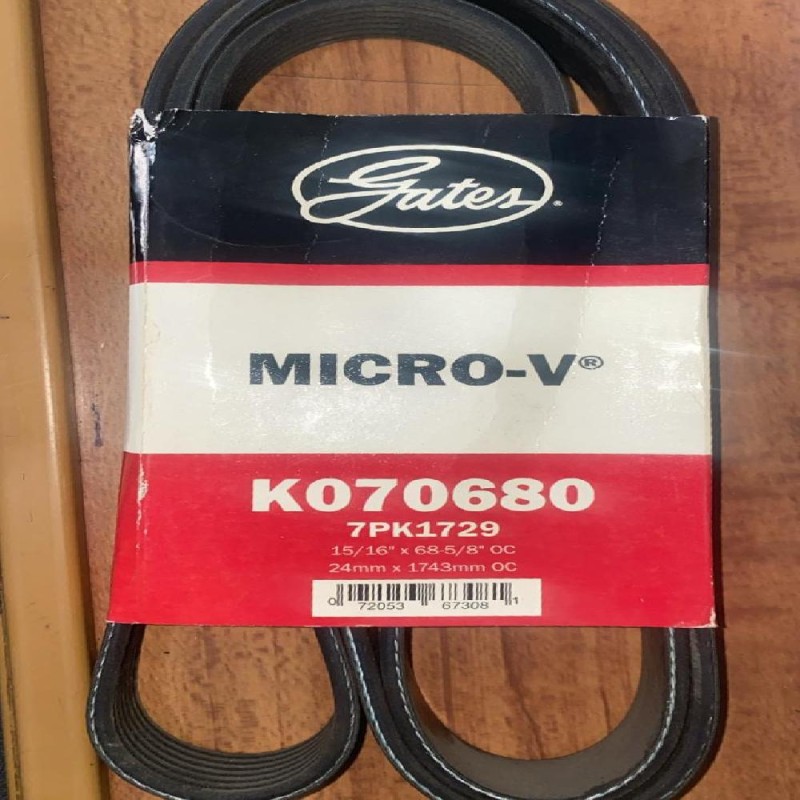 Gates®
MICRO-V®
K070680
7PK1729
15/16" x 68-5/8" OC
24mm x 1743mm OC
0 72053 67308 1